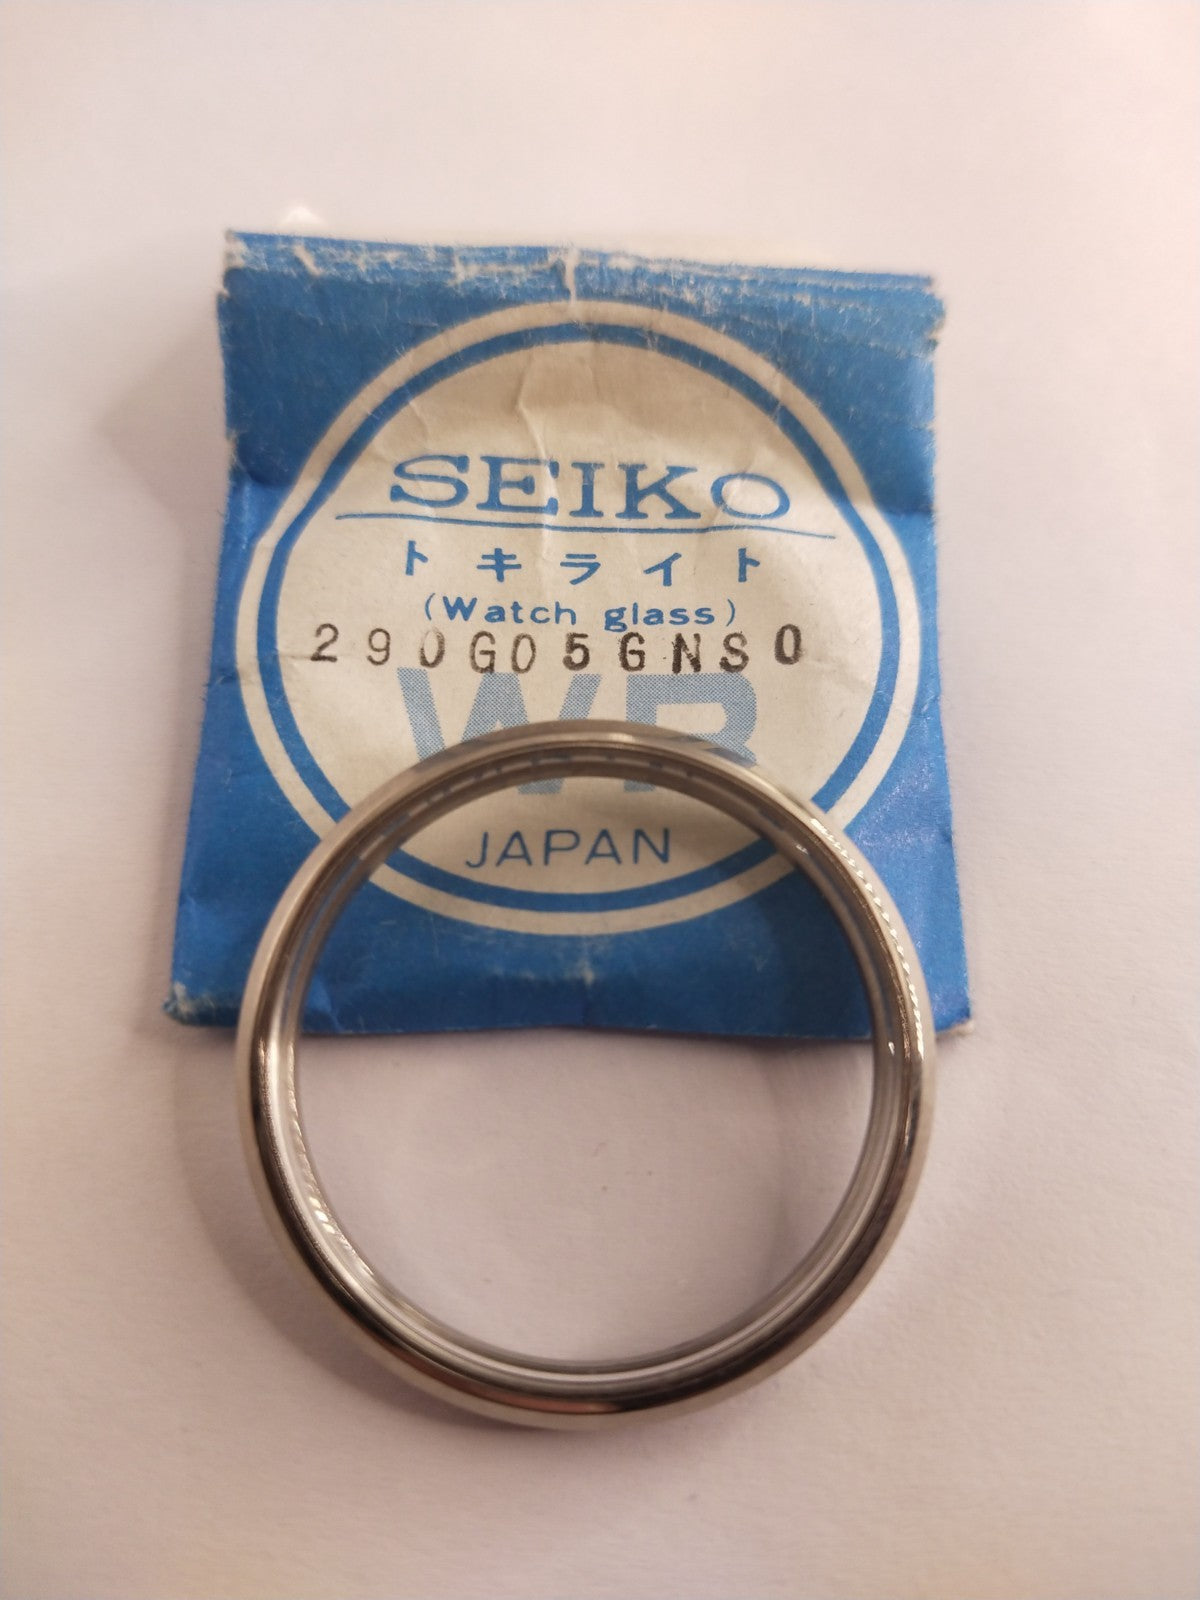 SEIKO
トキライト
(Watch glass)
290G05GNS0
WR
JAPAN